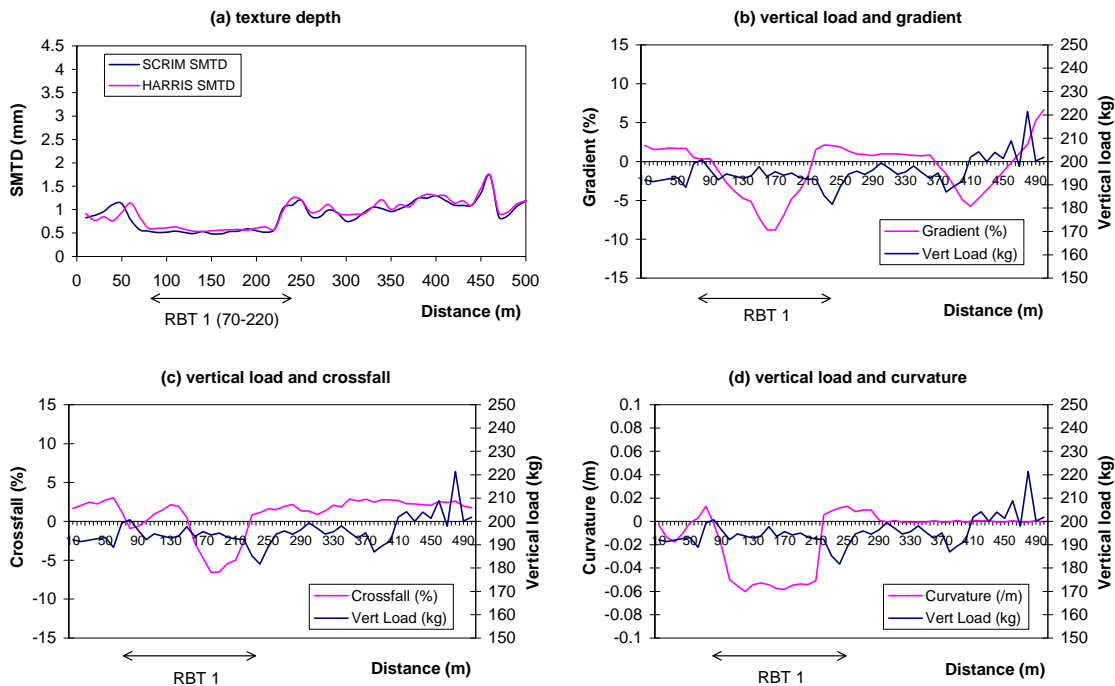 (a) texture depth
SMTD (mm)
4.5
4
3.5
3
2.5
2
1.5
1
0.5
0
SCRIM SMTD
HARRIS SMTD
0 50 100 150 200 250 300 350 400 450 500
Distance (m)
RBT 1 (70-220)
(b) vertical load and gradient
Gradient (%)
15
10
5
0
-5
-10
-15
10 50 90 130 170 210 250 290 330 370 410 450 490
250
240
230
220
210
200
190
180
170
160
150
Vertical load (kg)
Gradient (%)
Vert Load (kg)
Distance (m)
RBT 1
(c) vertical load and crossfall
Crossfall (%)
15
10
5
0
-5
-10
-15
10 50 90 130 170 210 250 290 330 370 410 450 490
250
240
230
220
210
200
190
180
170
160
150
Vertical load (kg)
Crossfall (%)
Vert Load (kg)
Distance (m)
RBT 1
(d) vertical load and curvature
Curvature (/m)
0.1
0.08
0.06
0.04
0.02
0
-0.02
-0.04
-0.06
-0.08
-0.1
10 50 90 130 170 210 250 290 330 370 410 450 490
250
240
230
220
210
200
190
180
170
160
150
Vertical load (kg)
Curvature (/m)
Vert Load (kg)
Distance (m)
RBT 1